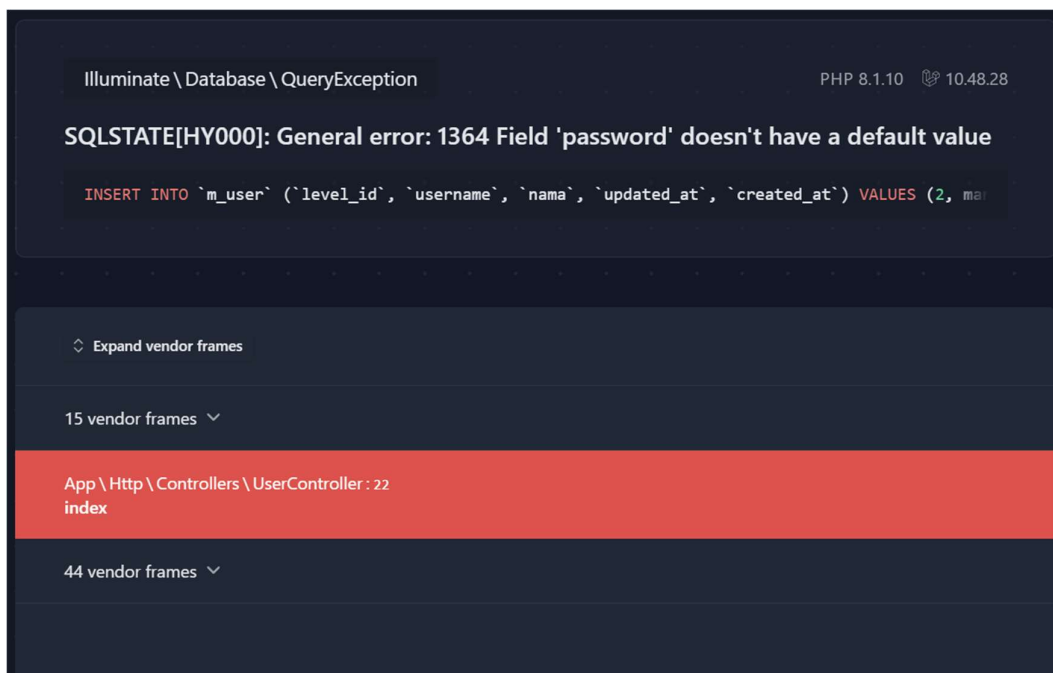 Illuminate \ Database \ QueryException
PHP 8.1.10 10.48.28
SQLSTATE[HY000]: General error: 1364 Field 'password' doesn't have a default value
INSERT INTO `m_user` (`level_id`, `username`, `nama`, `updated_at`, `created_at`) VALUES (2, ma
Expand vendor frames
15 vendor frames
App \ Http \ Controllers \ UserController : 22
index
44 vendor frames